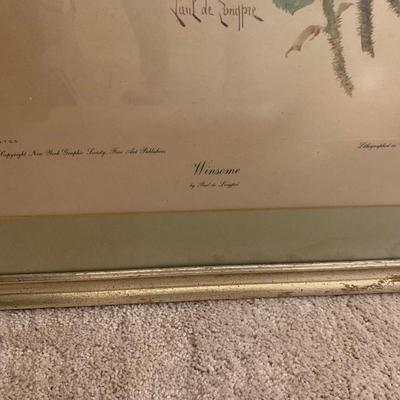 Paul de Longpre
Copyright New York Graphic Society, Fine Art Publishers
Winsome
by Paul de Longpré
Lithographed in